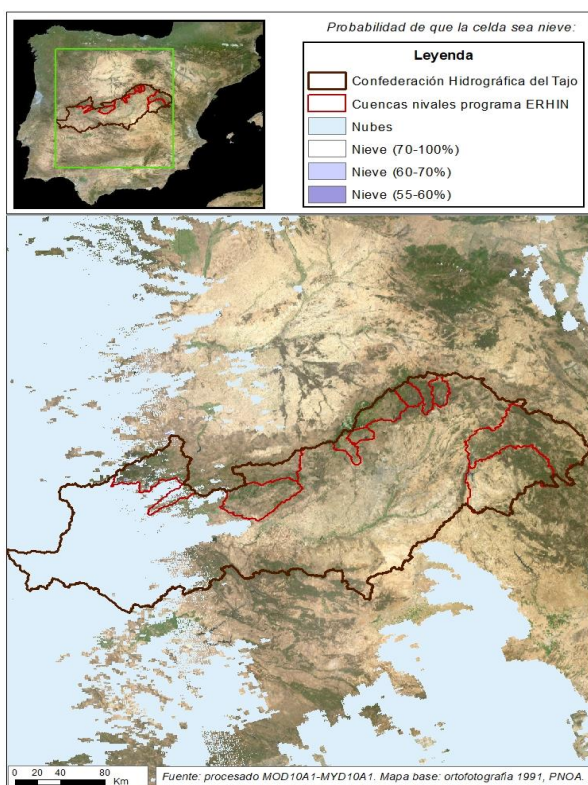 Probabilidad de que la celda sea nieve:
Leyenda
Confederación Hidrográfica del Tajo
Cuencas nivales programa ERHIN
Nubes
Nieve (70-100%)
Nieve (60-70%)
Nieve (55-60%)
0 20 40 80
Km
Fuente: procesado MOD10A1-MYD10A1. Mapa base: ortofotografia 1991, PNOA.